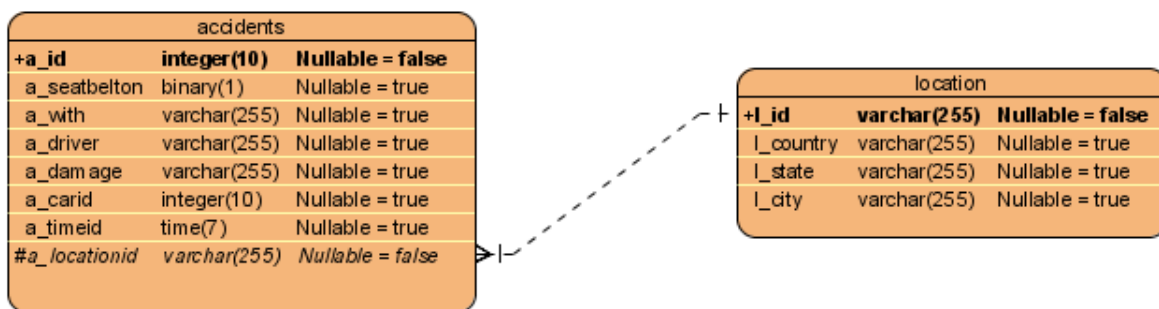 accidents
+a_id integer(10) Nullable = false
a_seatbelton binary(1) Nullable = true
a_with varchar(255) Nullable = true
a_driver varchar(255) Nullable = true
a_damage varchar(255) Nullable = true
a_carid integer(10) Nullable = true
a_timeid time(7) Nullable = true
#a_locationid varchar(255) Nullable = false
location
+l_id varchar(255) Nullable = false
l_country varchar(255) Nullable = true
l_state varchar(255) Nullable = true
l_city varchar(255) Nullable = true